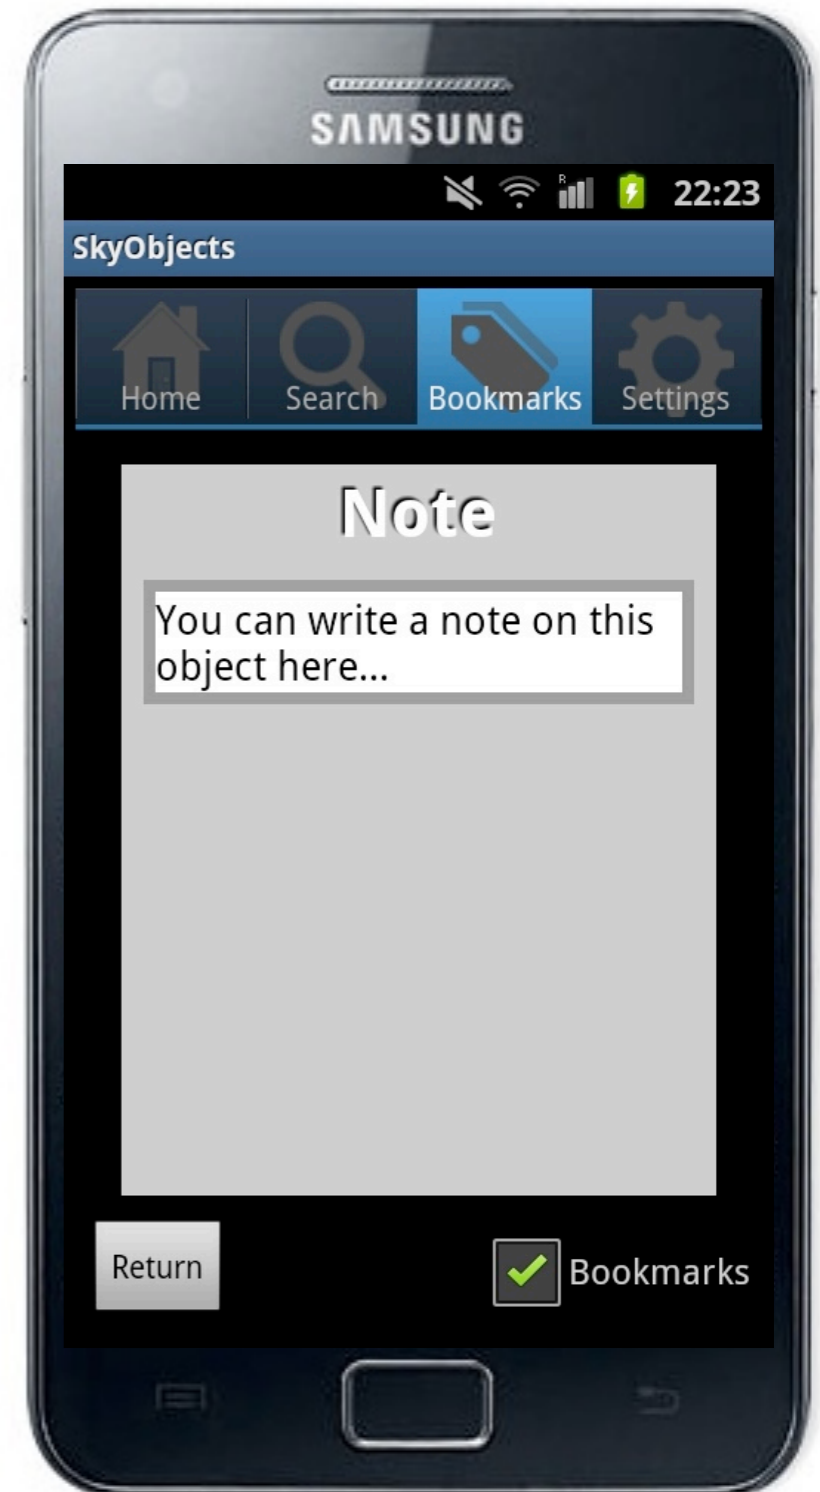 SAMSUNG
R
22:23
SkyObjects
Home Search Bookmarks Settings
Note
You can write a note on this
object here...
Return Bookmarks